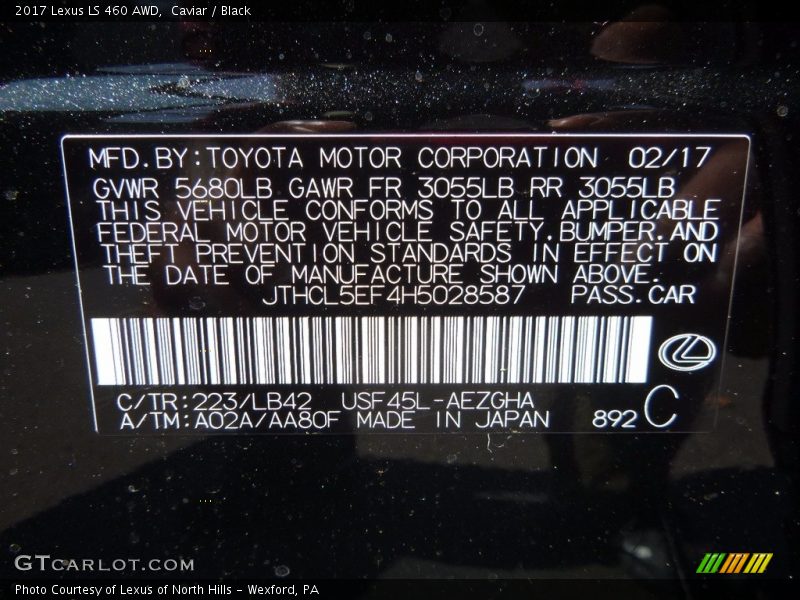 2017 Lexus LS 460 AWD, Caviar / Black
MFD.BY:TOYOTA MOTOR CORPORATION 02/17
GVWR 5680LB GAWR FR 3055LB RR 3055LB
THIS VEHICLE CONFORMS TO ALL APPLICABLE
FEDERAL MOTOR VEHICLE SAFETY,BUMPER,AND
THEFT PREVENTION STANDARDS IN EFFECT ON
THE DATE OF MANUFACTURE SHOWN ABOVE.
JTHCL5EF4H5028587 PASS.CAR
C/TR:223/LB42 USF45L-AEZGHA
A/TM:A02A/AA80F MADE IN JAPAN 892 C
GTCARLOT.COM
Photo Courtesy of Lexus of North Hills - Wexford, PA